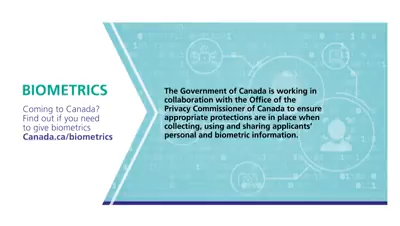 BIOMETRICS
Coming to Canada?
Find out if you need
to give biometrics
Canada.ca/biometrics
The Government of Canada is working in
collaboration with the Office of the
Privacy Commissioner of Canada to ensure
appropriate protections are in place when
collecting, using and sharing applicants'
personal and biometric information.